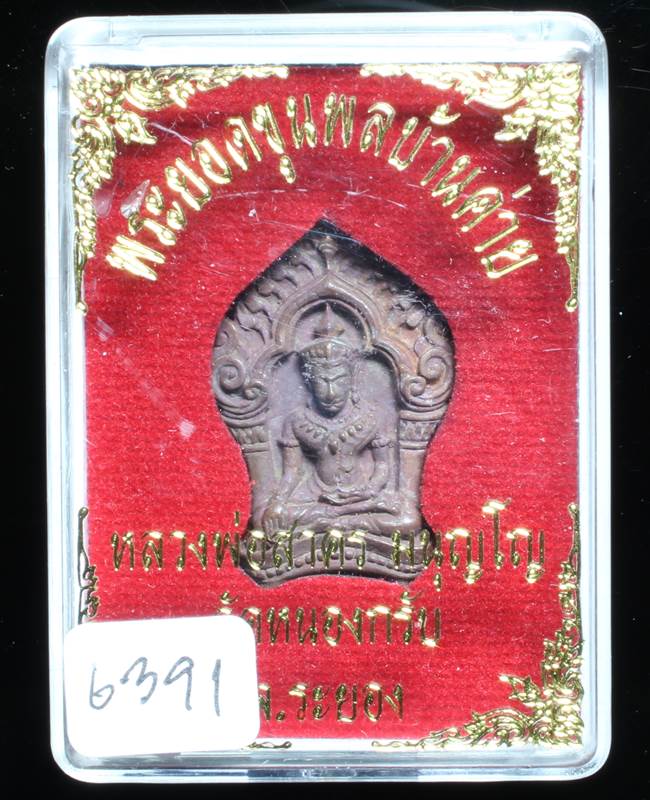 พระยอดขุนพลบ้านค่าย
หลวงพ่อสาคร มนุญโญ
วัดหนองกรับ
จ.ระยอง
6391